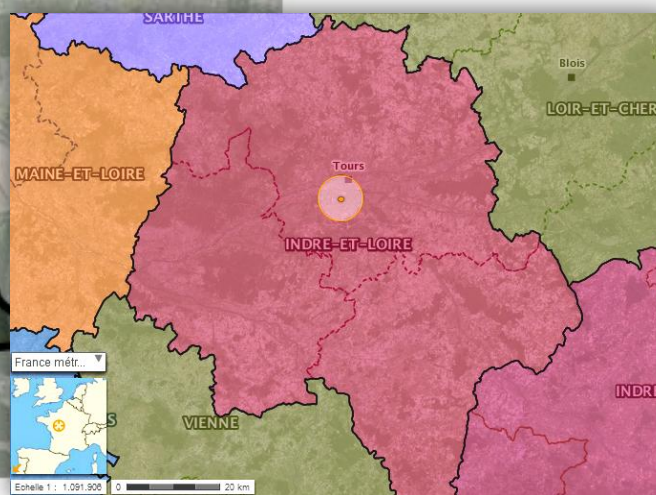 SARTHE
Blois
LOIR-ET-CHER
MAINE-ET-LOIRE
Tours
INDRE-ET-LOIRE
France métr...
INDRE
VIENNE
Echelle 1 : 1.091.906
0 20 km